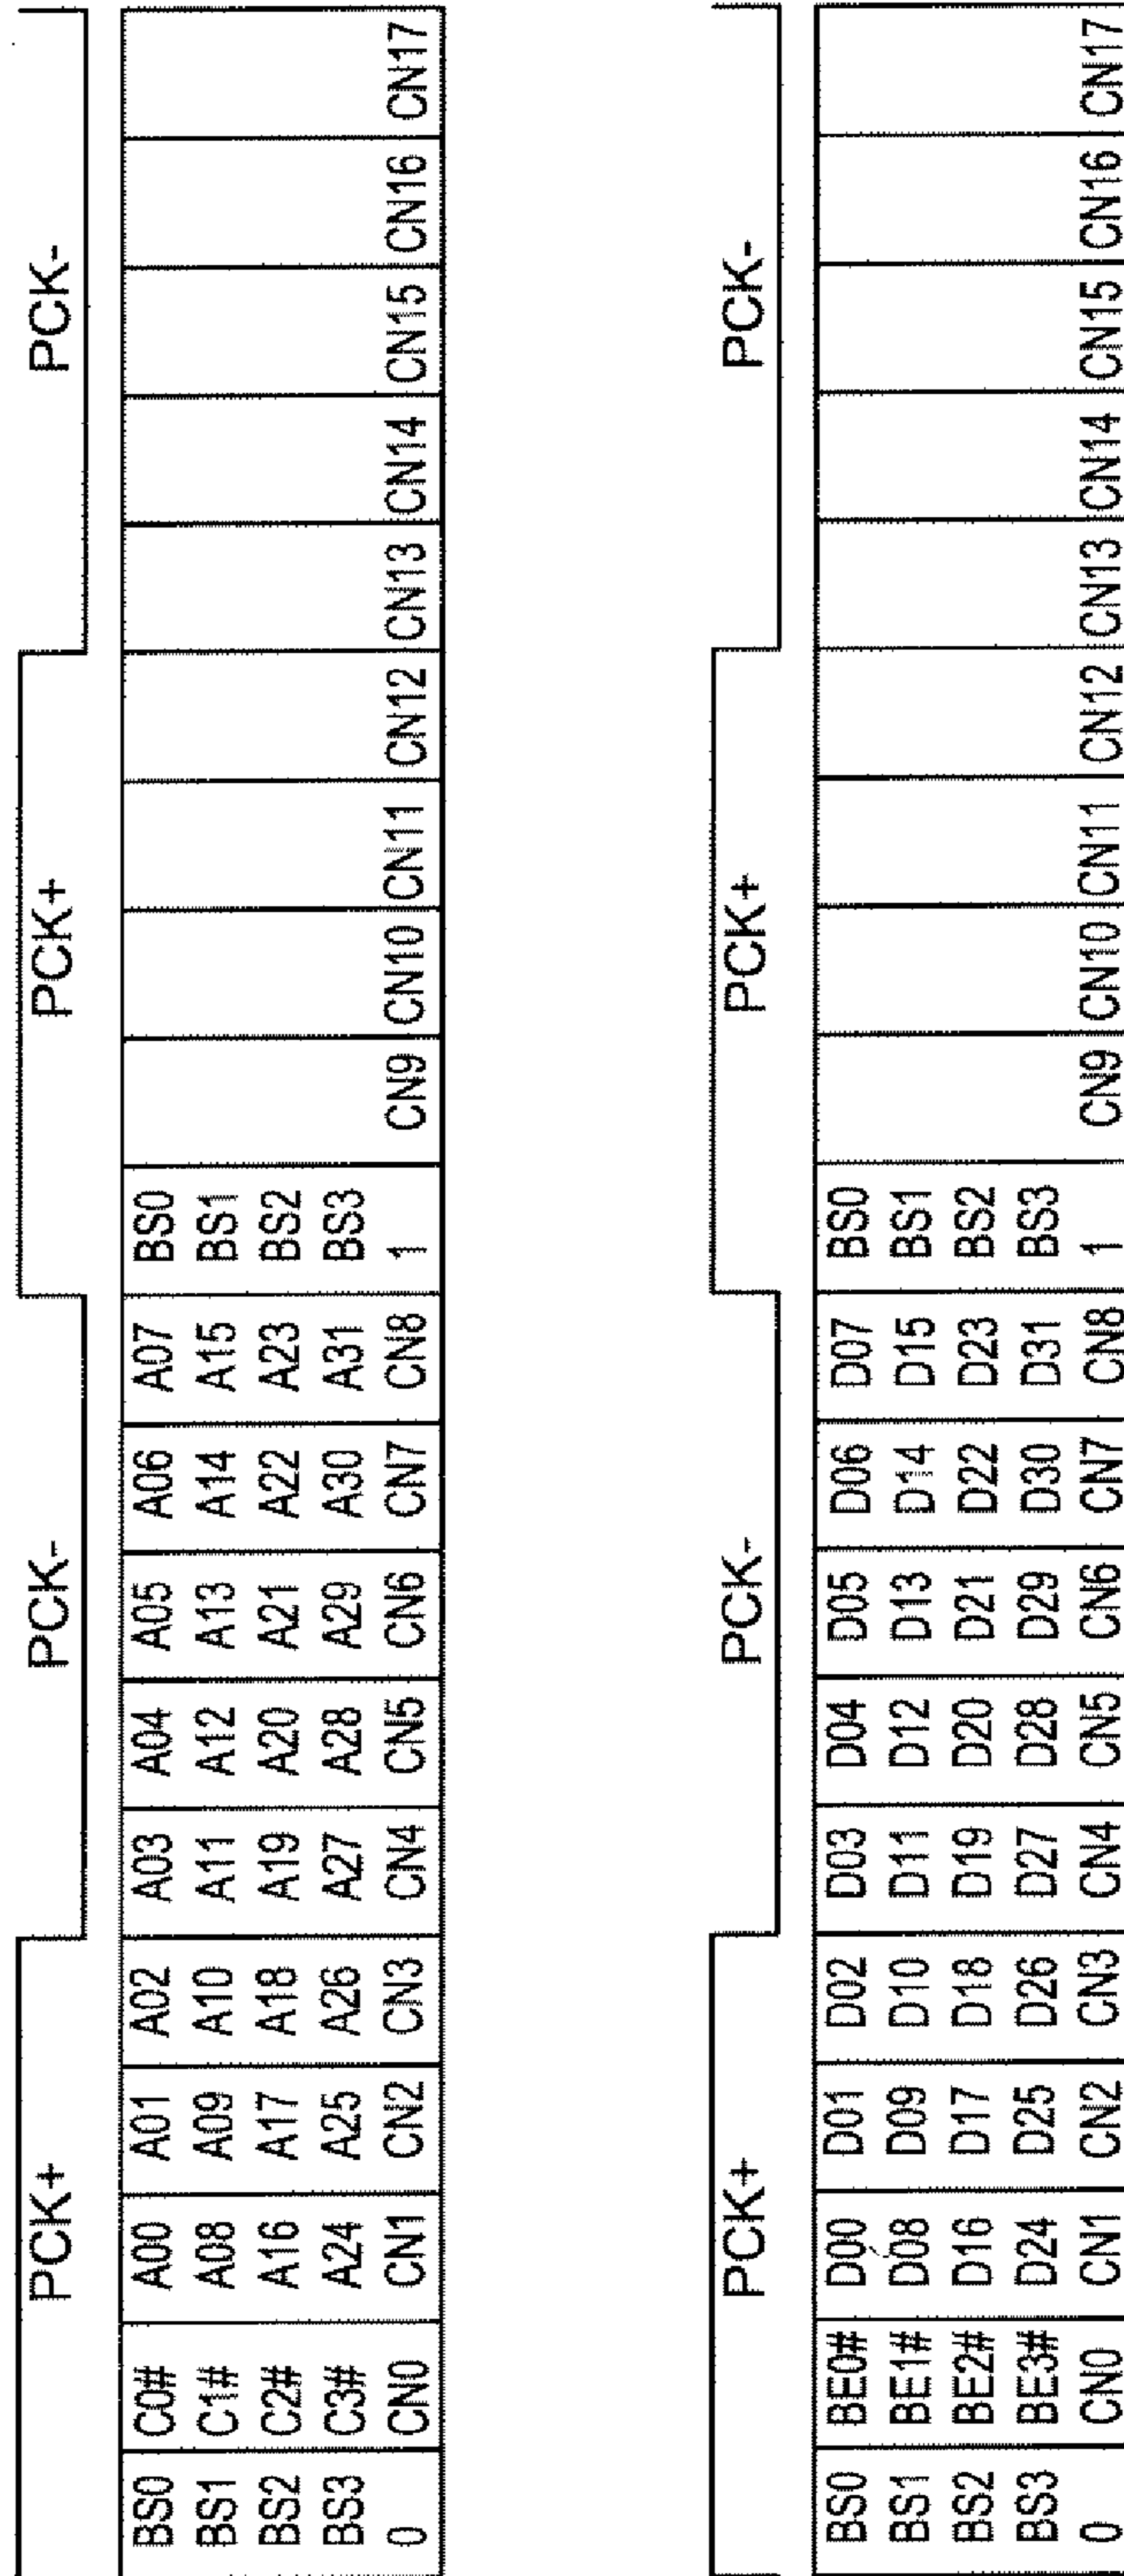 PCK+ PCK- PCK+ PCK-
BS0 C0# A00 A01 A02 A03 A04 A05 A06 A07 BS0
BS1 C1# A08 A09 A10 A11 A12 A13 A14 A15 BS1
BS2 C2# A16 A17 A18 A19 A20 A21 A22 A23 BS2
BS3 C3# A24 A25 A26 A27 A28 A29 A30 A31 BS3
0 CN0 CN1 CN2 CN3 CN4 CN5 CN6 CN7 CN8 1 CN9 CN10 CN11 CN12 CN13 CN14 CN15 CN16 CN17
PCK+ PCK- PCK+ PCK-
BS0 BE0# D00 D01 D02 D03 D04 D05 D06 D07 BS0
BS1 BE1# D08 D09 D10 D11 D12 D13 D14 D15 BS1
BS2 BE2# D16 D17 D18 D19 D20 D21 D22 D23 BS2
BS3 BE3# D24 D25 D26 D27 D28 D29 D30 D31 BS3
0 CN0 CN1 CN2 CN3 CN4 CN5 CN6 CN7 CN8 1 CN9 CN10 CN11 CN12 CN13 CN14 CN15 CN16 CN17